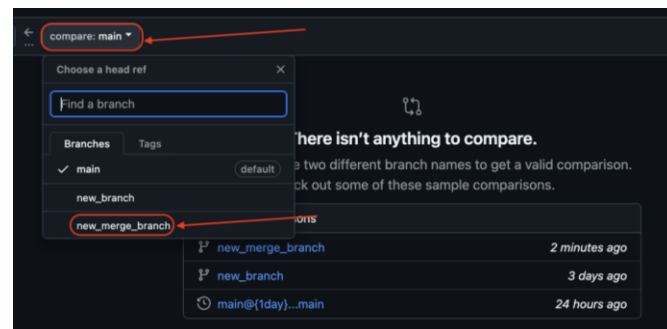 compare: main
Choose a head ref
Find a branch
Branches Tags
main default
new_branch
new_merge_branch
here isn't anything to compare.
e two different branch names to get a valid comparison.
ck out some of these sample comparisons.
ons
new_merge_branch 2 minutes ago
new_branch 3 days ago
main@{1day}...main 24 hours ago